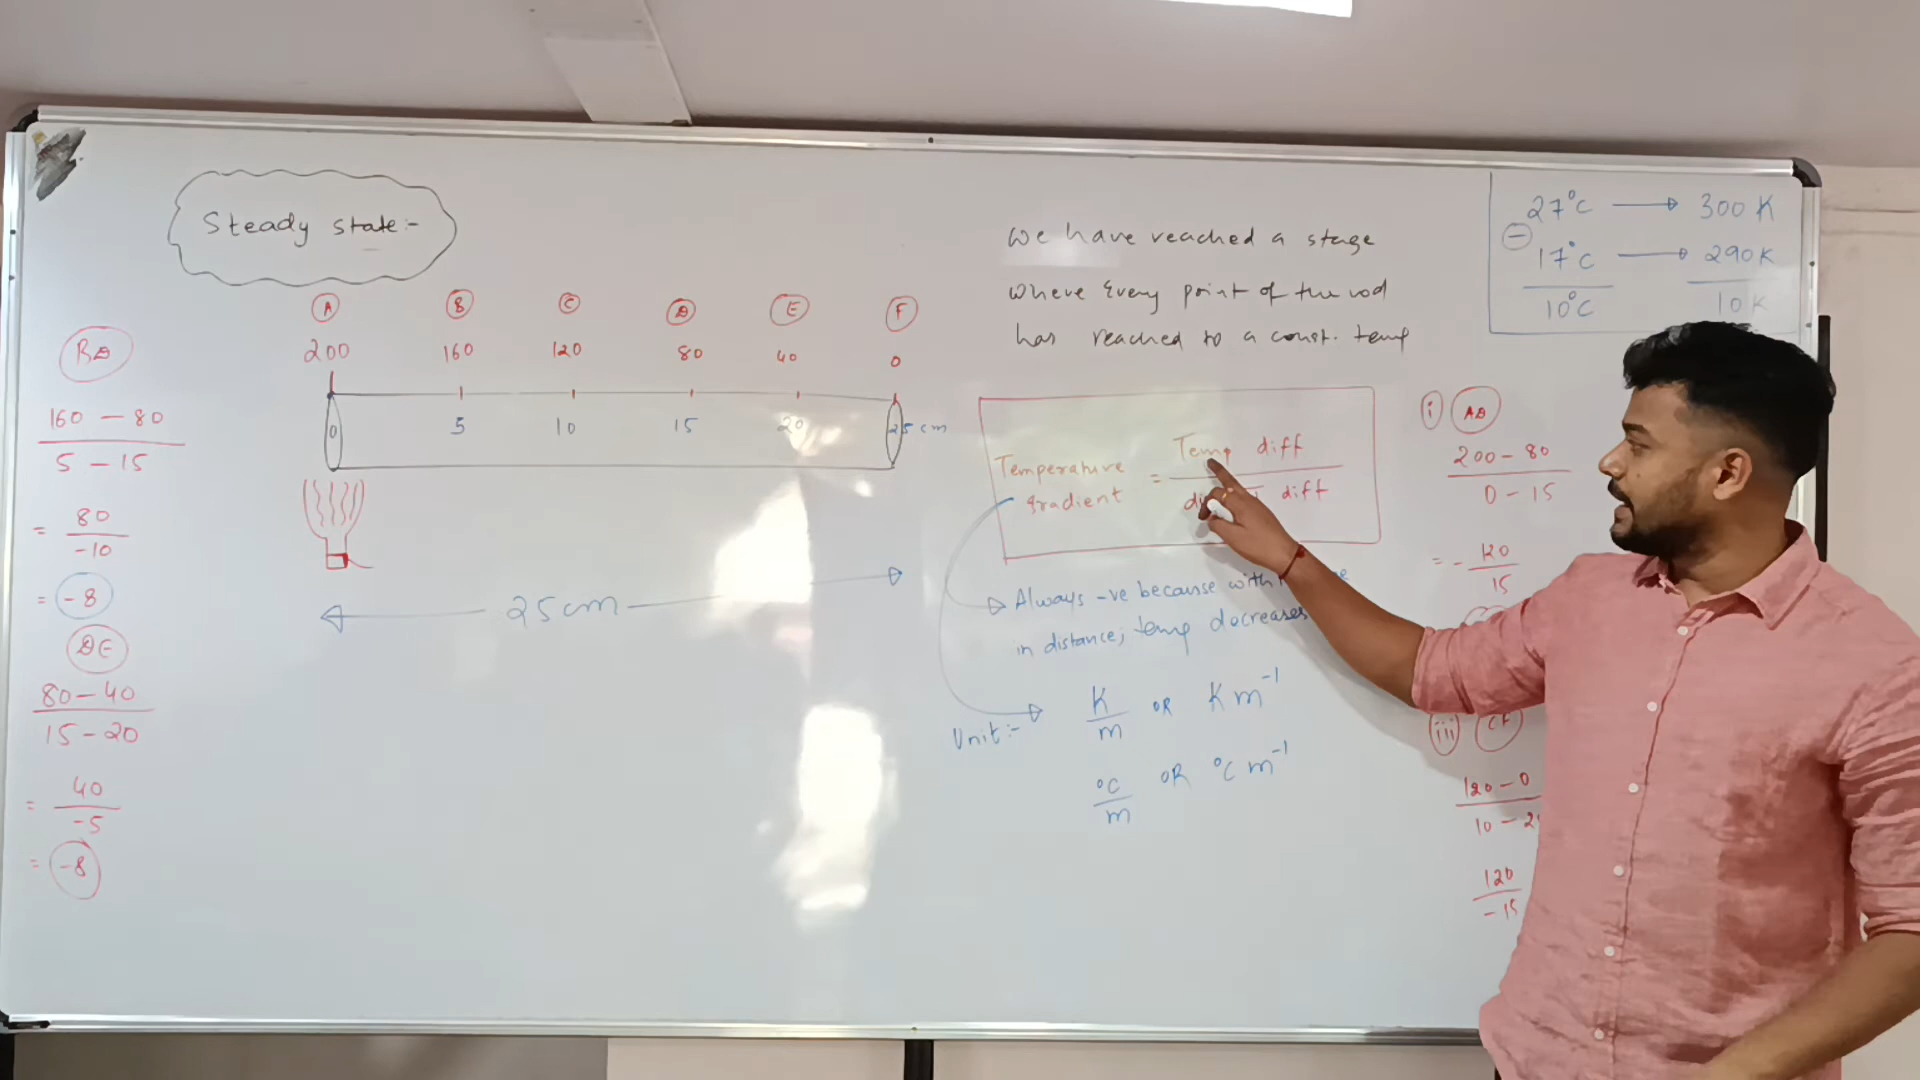 Steady state:-
A B C D E F
200 160 120 80 40 0
0 5 10 15 20 25 cm
25cm
BD
160 - 80
5 - 15
= 80
-10
= -8
DE
80 - 40
15 - 20
= 40
-5
= -8
We have reached a stage
where every point of the rod
has reached to a const. temp
Temperature
gradient
= Temp diff
diff
Always -ve because with
in distance; temp decreases
Unit:-
K
m
OR K m⁻¹
°C
m
OR °C m⁻¹
27°C → 300 K
⊖ 17°C → 290 K
10°C 10 K
i AD
200 - 80
0 - 15
= - 120
15
iii CF
120 - 0
10 - 2
120
-15